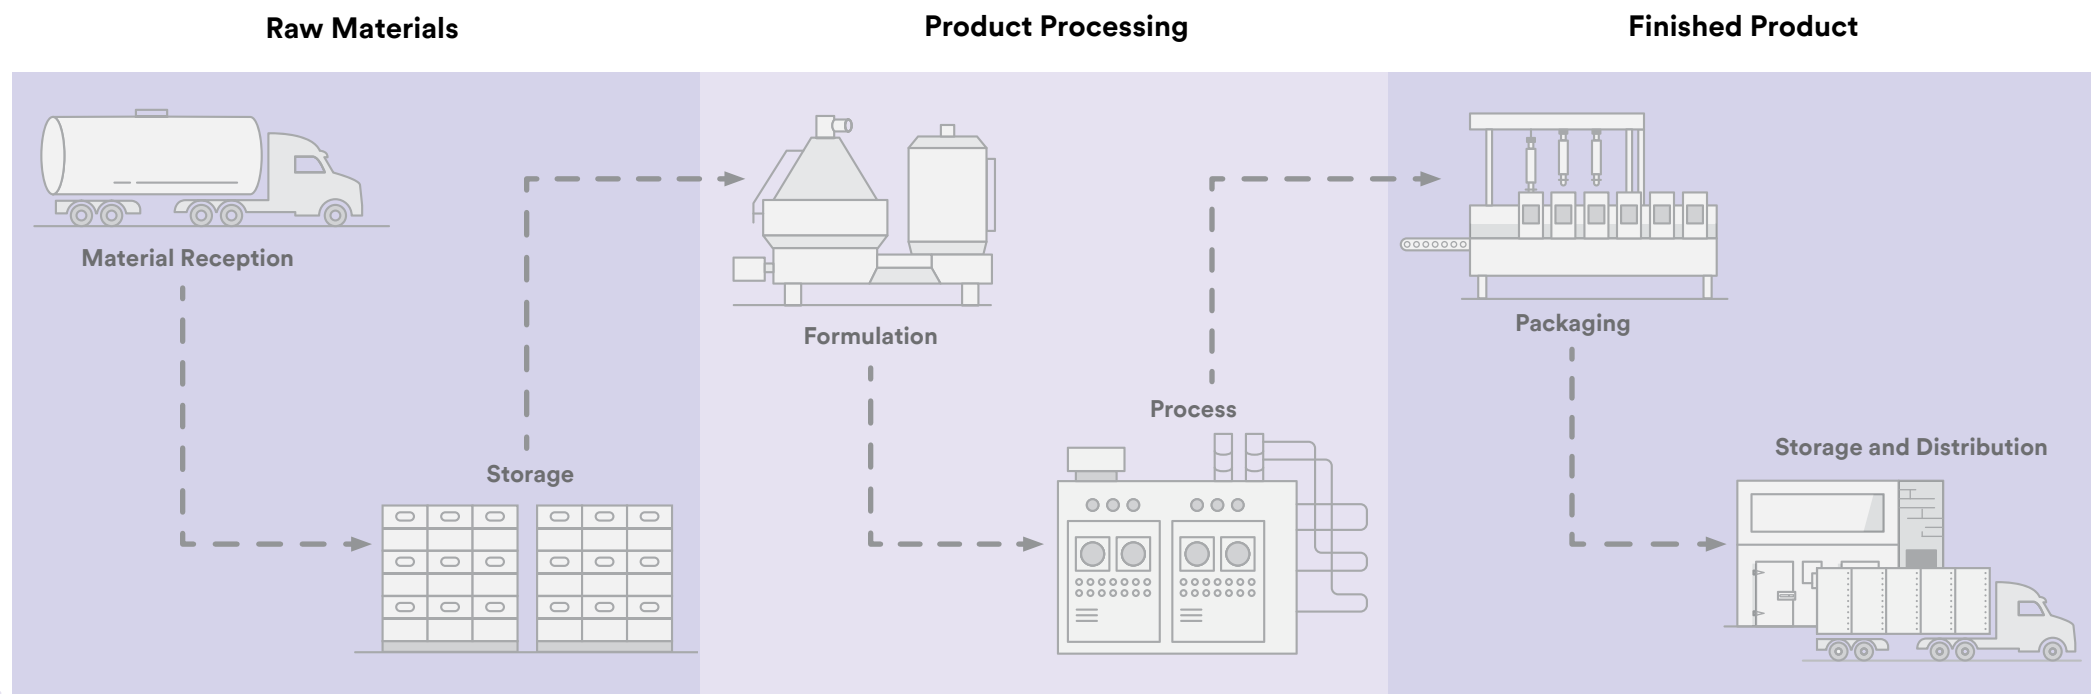 Raw Materials
Product Processing
Finished Product
Material Reception
Storage
Formulation
Process
Packaging
Storage and Distribution